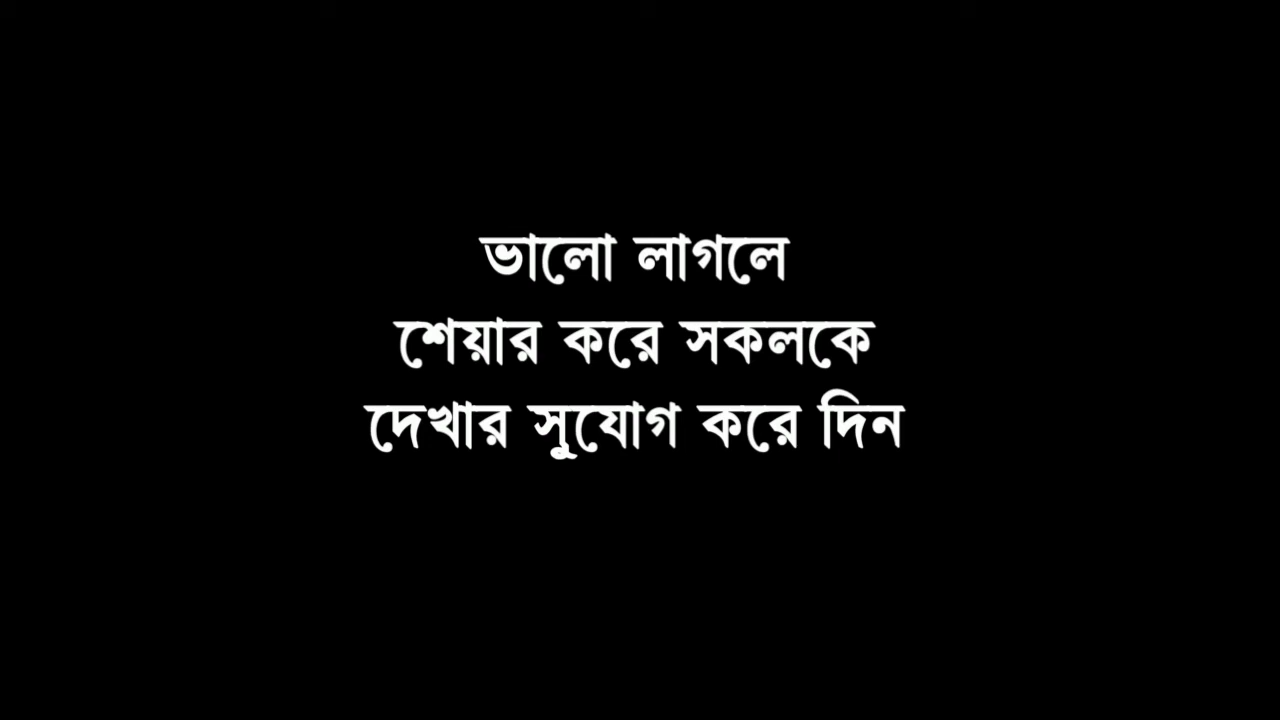 ভালো লাগলে
শেয়ার করে সকলকে
দেখার সুযোগ করে দিন